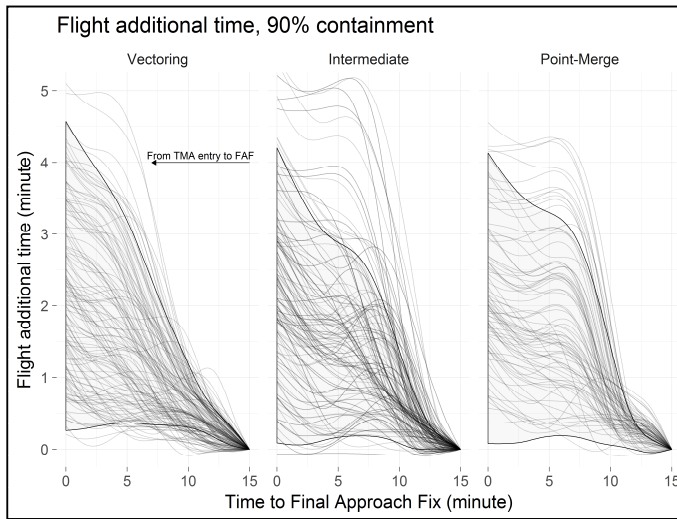 Flight additional time, 90% containment
Vectoring
Intermediate
Point-Merge
Flight additional time (minute)
5
4
3
2
1
0
From TMA entry to FAF
0 5 10 15
0 5 10 15
0 5 10 15
Time to Final Approach Fix (minute)